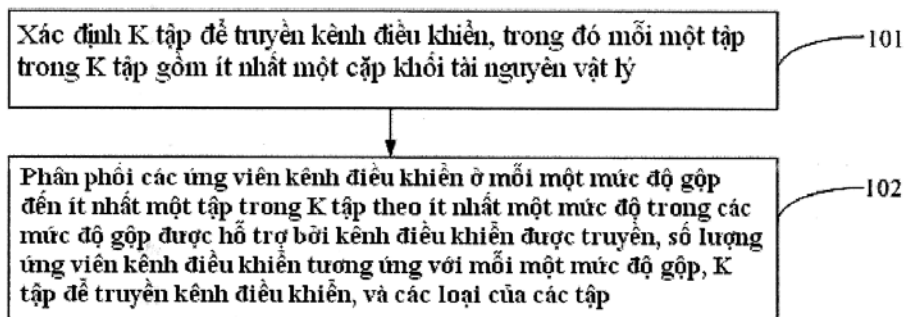 Xác định K tập để truyền kênh điều khiển, trong đó mỗi một tập
trong K tập gồm ít nhất một cặp khối tài nguyên vật lý
101
Phân phối các ứng viên kênh điều khiển ở mỗi một mức độ gộp
đến ít nhất một tập trong K tập theo ít nhất một mức độ trong các
mức độ gộp được hỗ trợ bởi kênh điều khiển được truyền, số lượng
ứng viên kênh điều khiển tương ứng với mỗi một mức độ gộp, K
tập để truyền kênh điều khiển, và các loại của các tập
102